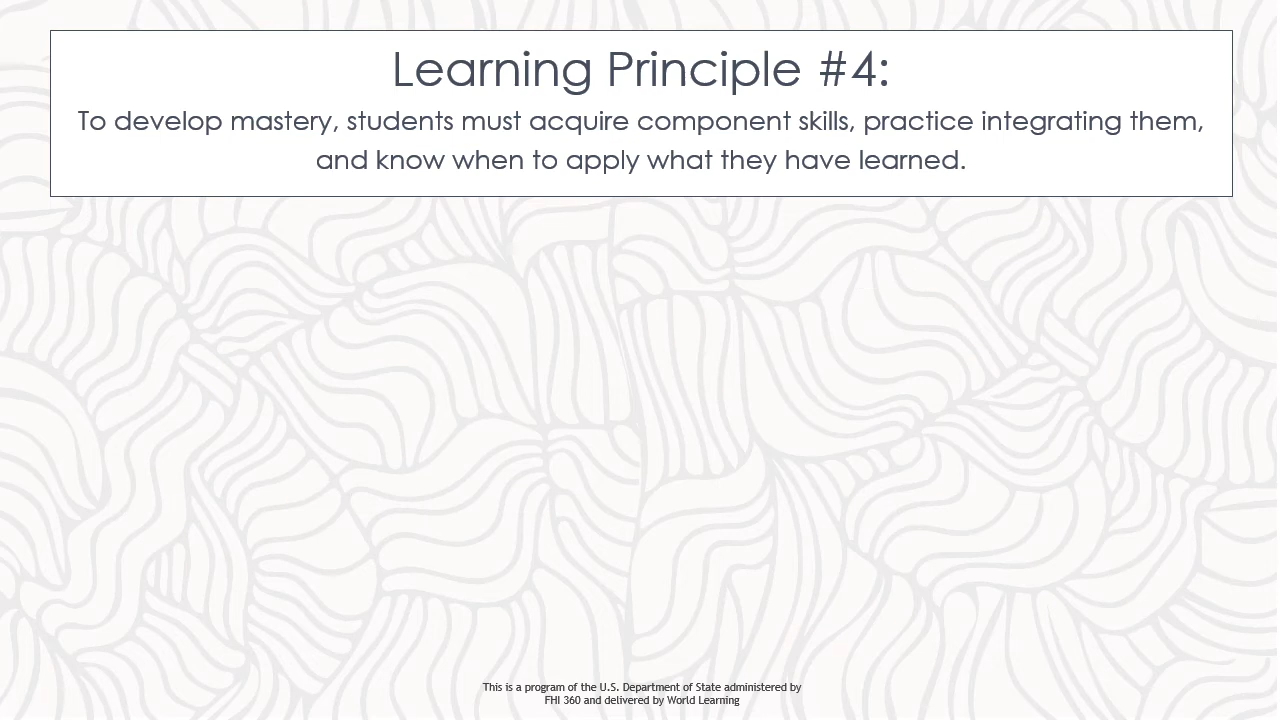 Learning Principle #4:
To develop mastery, students must acquire component skills, practice integrating them,
and know when to apply what they have learned.
This is a program of the U.S. Department of State administered by
FHI 360 and delivered by World Learning